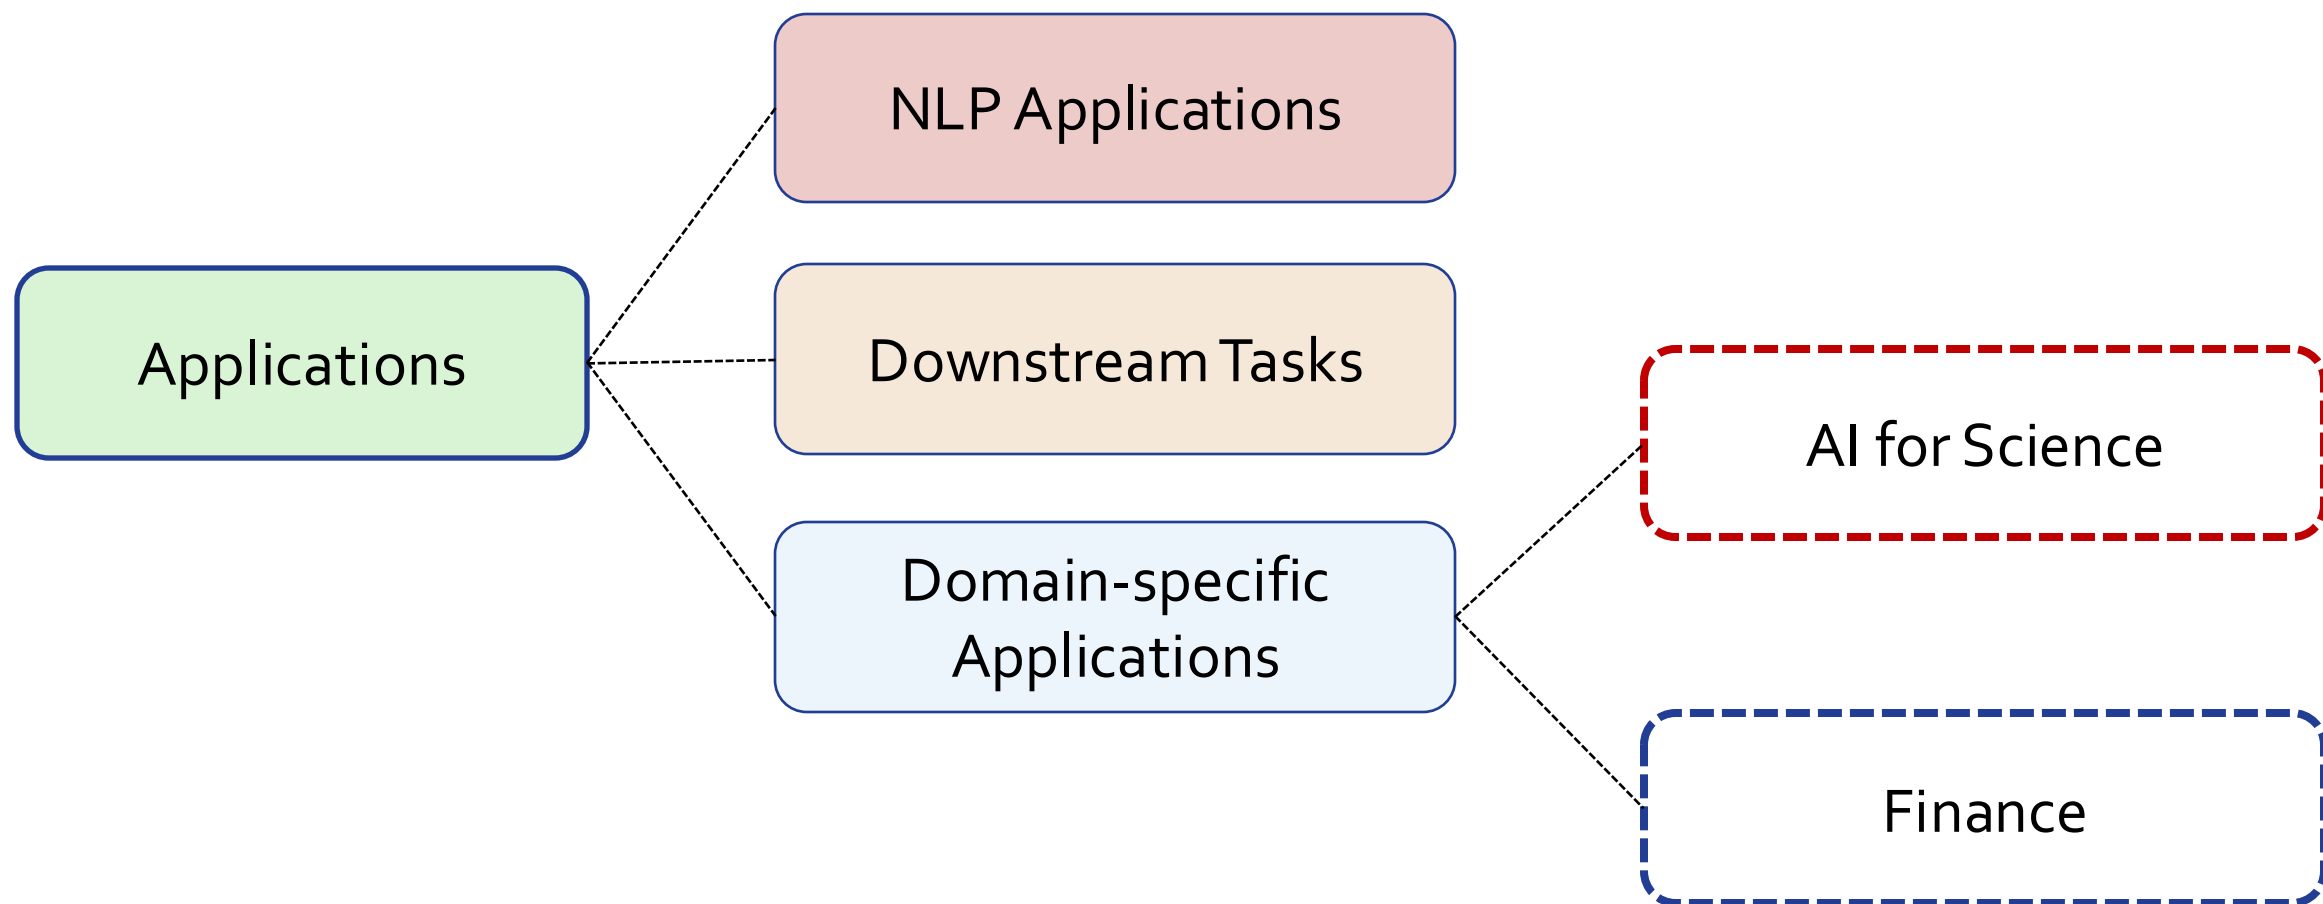 NLP Applications
Applications
Downstream Tasks
AI for Science
Domain-specific
Applications
Finance